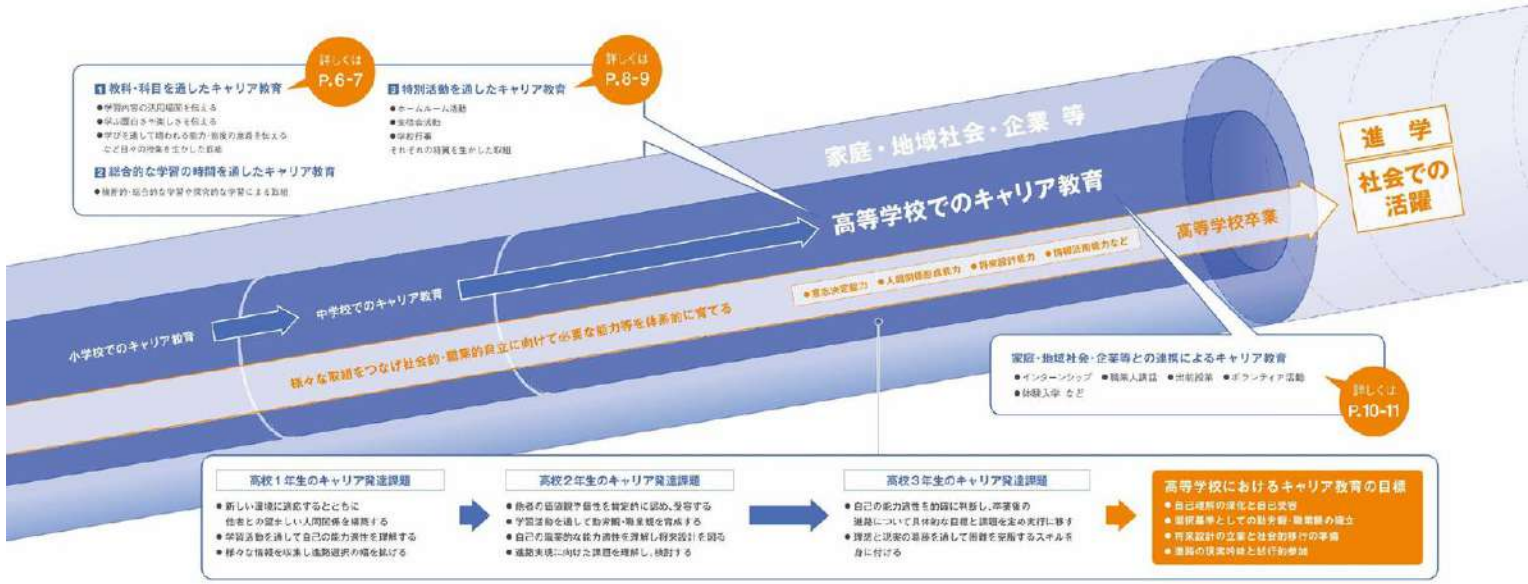 詳しくは
P.6-7
1 教科・科目を通したキャリア教育
●学習内容の活用場面を伝える
●学ぶ面白さや楽しさを伝える
●学びを通して培われる能力・態度の意義を伝える
など日々の授業を生かした取組
2 総合的な学習の時間を通したキャリア教育
●横断的・総合的な学習や探究的な学習による取組
詳しくは
P.8-9
3 特別活動を通したキャリア教育
●ホームルーム活動
●生徒会活動
●学校行事
それぞれの特質を生かした取組
家庭・地域社会・企業 等
高等学校でのキャリア教育
中学校でのキャリア教育
小学校でのキャリア教育
●意志決定能力 ●人間関係形成能力 ●将来設計能力 ●情報活用能力など
様々な取組をつなげ社会的・職業的自立に向けて必要な能力等を体系的に育てる
高等学校卒業
進学
社会での
活躍
家庭・地域社会・企業等との連携によるキャリア教育
●インターンシップ ●職業人講話 ●出前授業 ●ボランティア活動
●体験入学 など
詳しくは
P.10-11
高校1年生のキャリア発達課題
●新しい環境に適応するとともに
他者との望ましい人間関係を構築する
●学習活動を通して自己の能力適性を理解する
●様々な情報を収集し進路選択の幅を拡げる
高校2年生のキャリア発達課題
●他者の価値観や個性を肯定的に認め、受容する
●学習活動を通して勤労観・職業観を育成する
●自己の職業的な能力適性を理解し将来設計を図る
●進路実現に向けた課題を理解し、検討する
高校3年生のキャリア発達課題
●自己の能力適性を的確に判断し、卒業後の
進路について具体的な目標と課題を定め実行に移す
●理想と現実の葛藤を通して困難を克服するスキルを
身に付ける
高等学校におけるキャリア教育の目標
●自己理解の深化と自己受容
●選択基準としての勤労観・職業観の確立
●将来設計の立案と社会的移行の準備
●進路の現実吟味と試行的参加